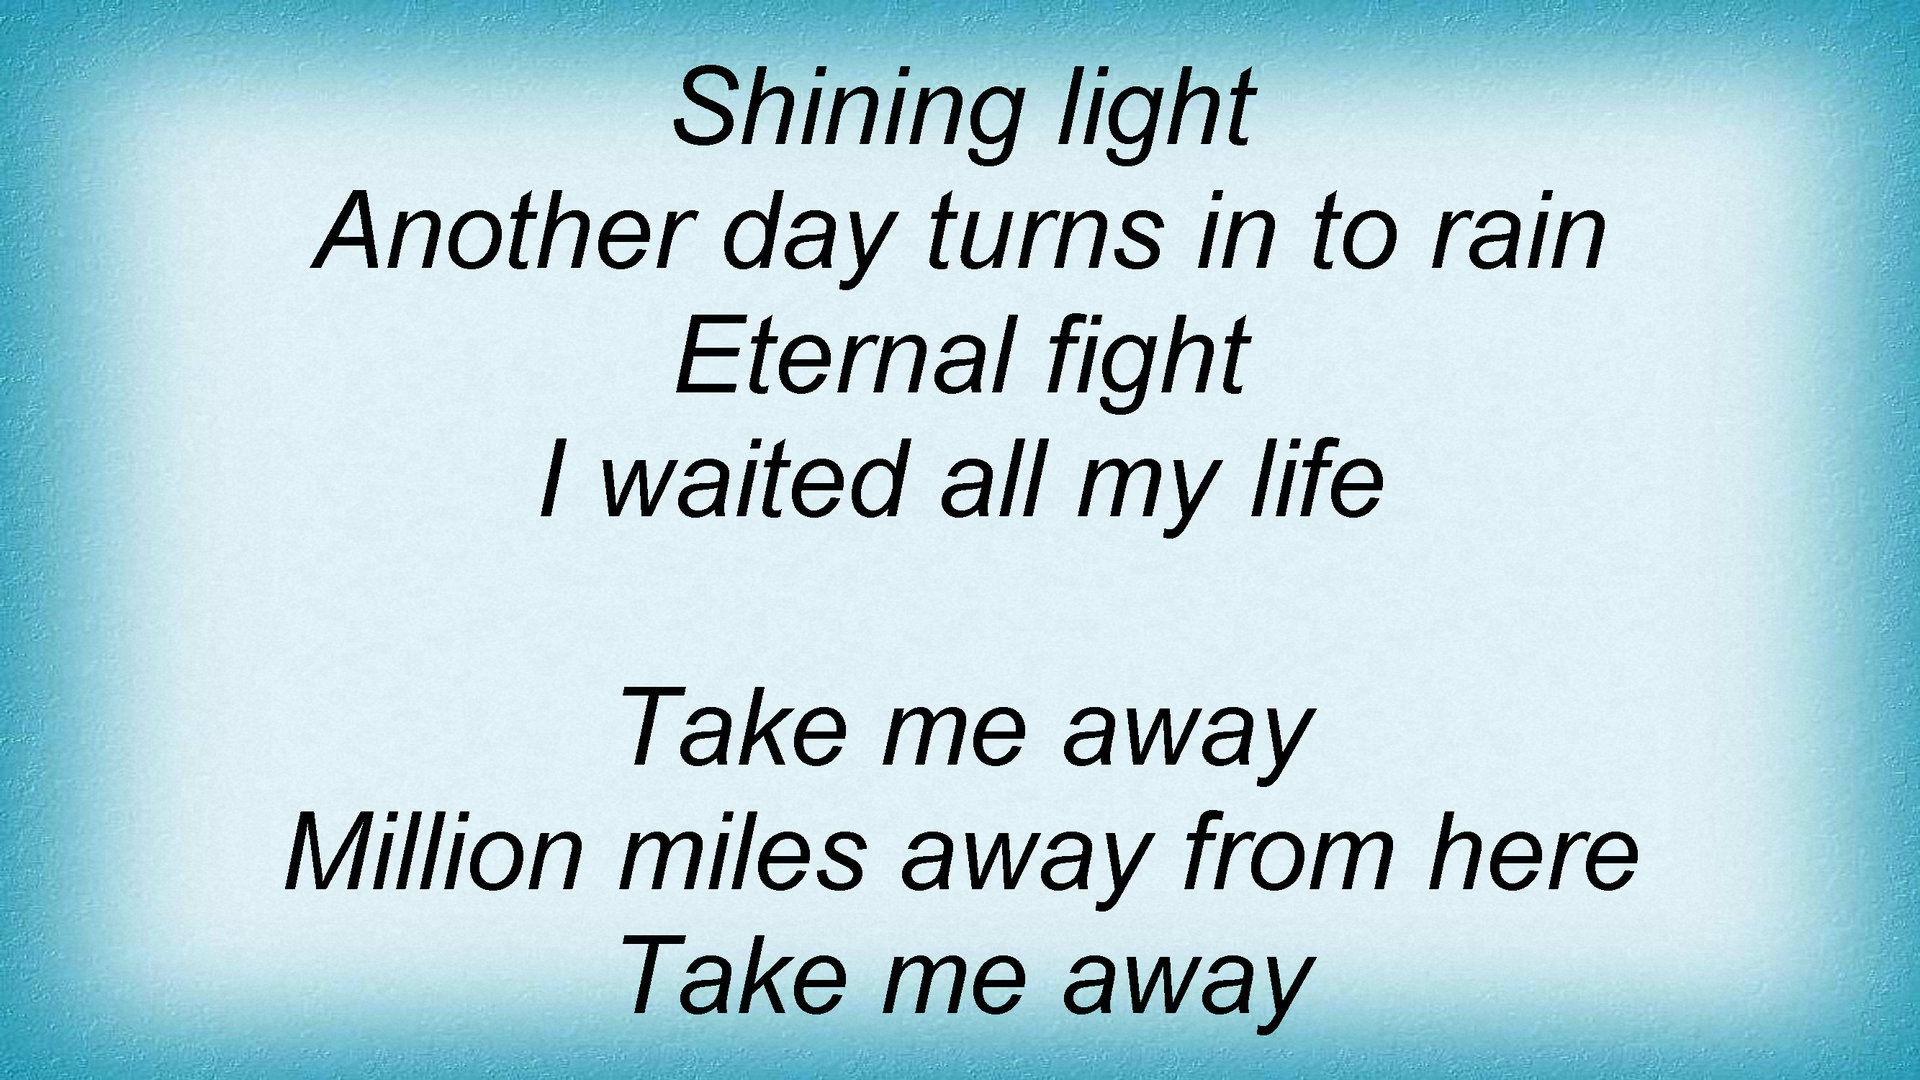 Shining light
Another day turns in to rain
Eternal fight
I waited all my life
Take me away
Million miles away from here
Take me away